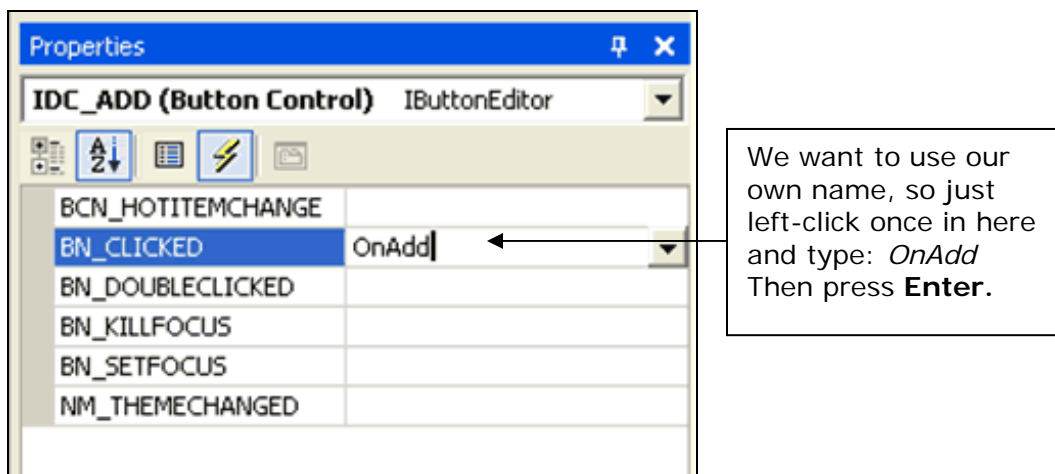 Properties
IDC_ADD (Button Control) IButtonEditor
BCN_HOTITEMCHANGE
BN_CLICKED OnAdd
BN_DOUBLECLICKED
BN_KILLFOCUS
BN_SETFOCUS
NM_THEMECHANGED
We want to use our
own name, so just
left-click once in here
and type: OnAdd
Then press Enter.